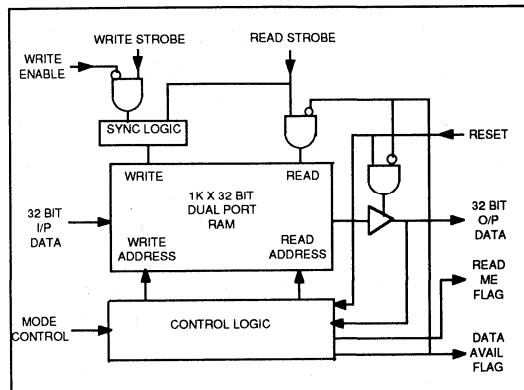 WRITE STROBE
READ STROBE
WRITE
ENABLE
SYNC LOGIC
RESET
WRITE
READ
1K X 32 BIT
DUAL PORT
RAM
32 BIT
I/P
DATA
32 BIT
O/P
DATA
WRITE
ADDRESS
READ
ADDRESS
READ
ME
FLAG
MODE
CONTROL
CONTROL LOGIC
DATA
AVAIL
FLAG